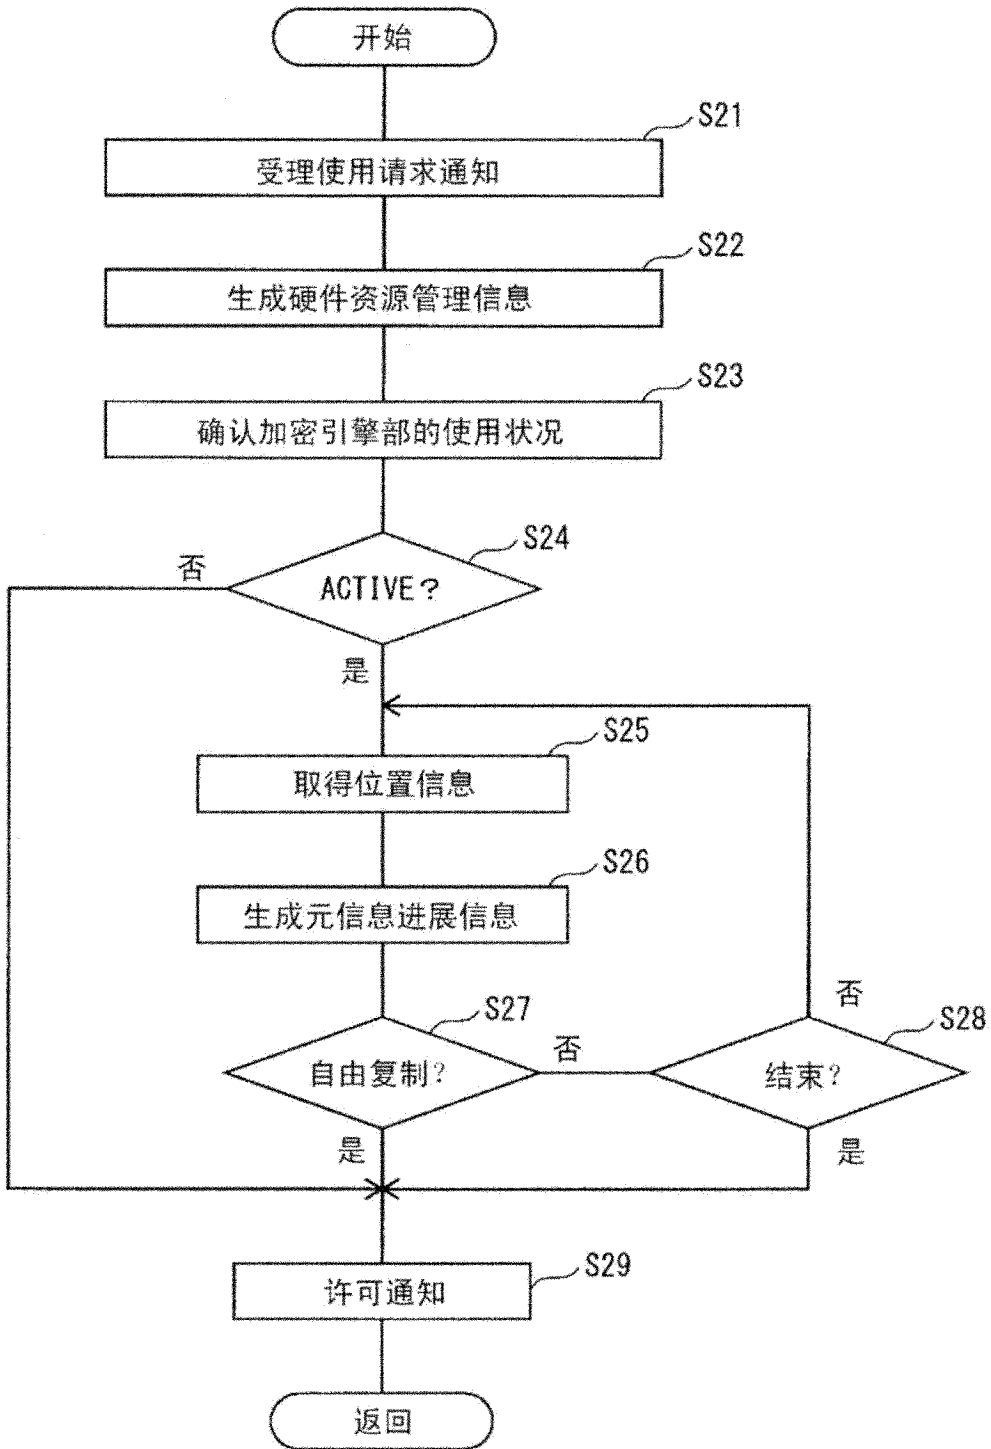 开始
S21
受理使用请求通知
S22
生成硬件资源管理信息
S23
确认加密引擎部的使用状况
S24
否
ACTIVE?
是
S25
取得位置信息
S26
生成元信息进展信息
S27
否
否
S28
自由复制?
结束?
是
是
S29
许可通知
返回